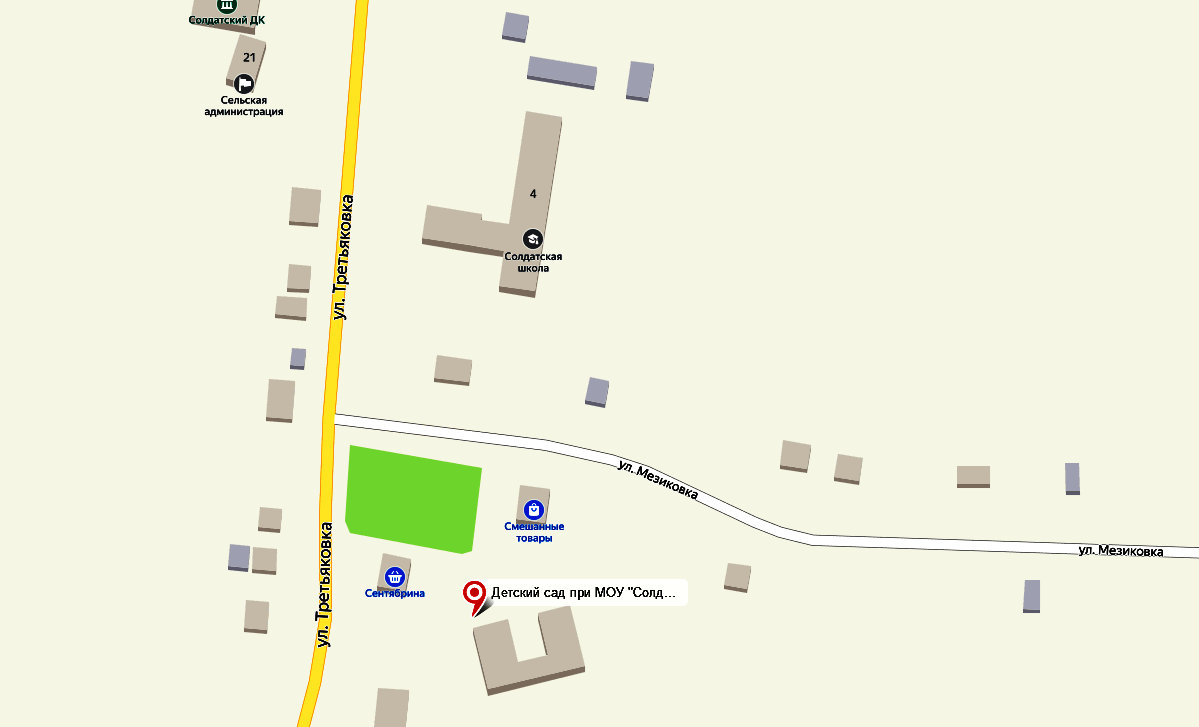 Солдатский ДК
21
Сельская
администрация
4
ул. Третьяковка
Солдатская
школа
ул. Мезиковка
Смешанные
товары
ул. Третьяковка
ул. Мезиковка
Сентябрина
Детский сад при МОУ "Солд...